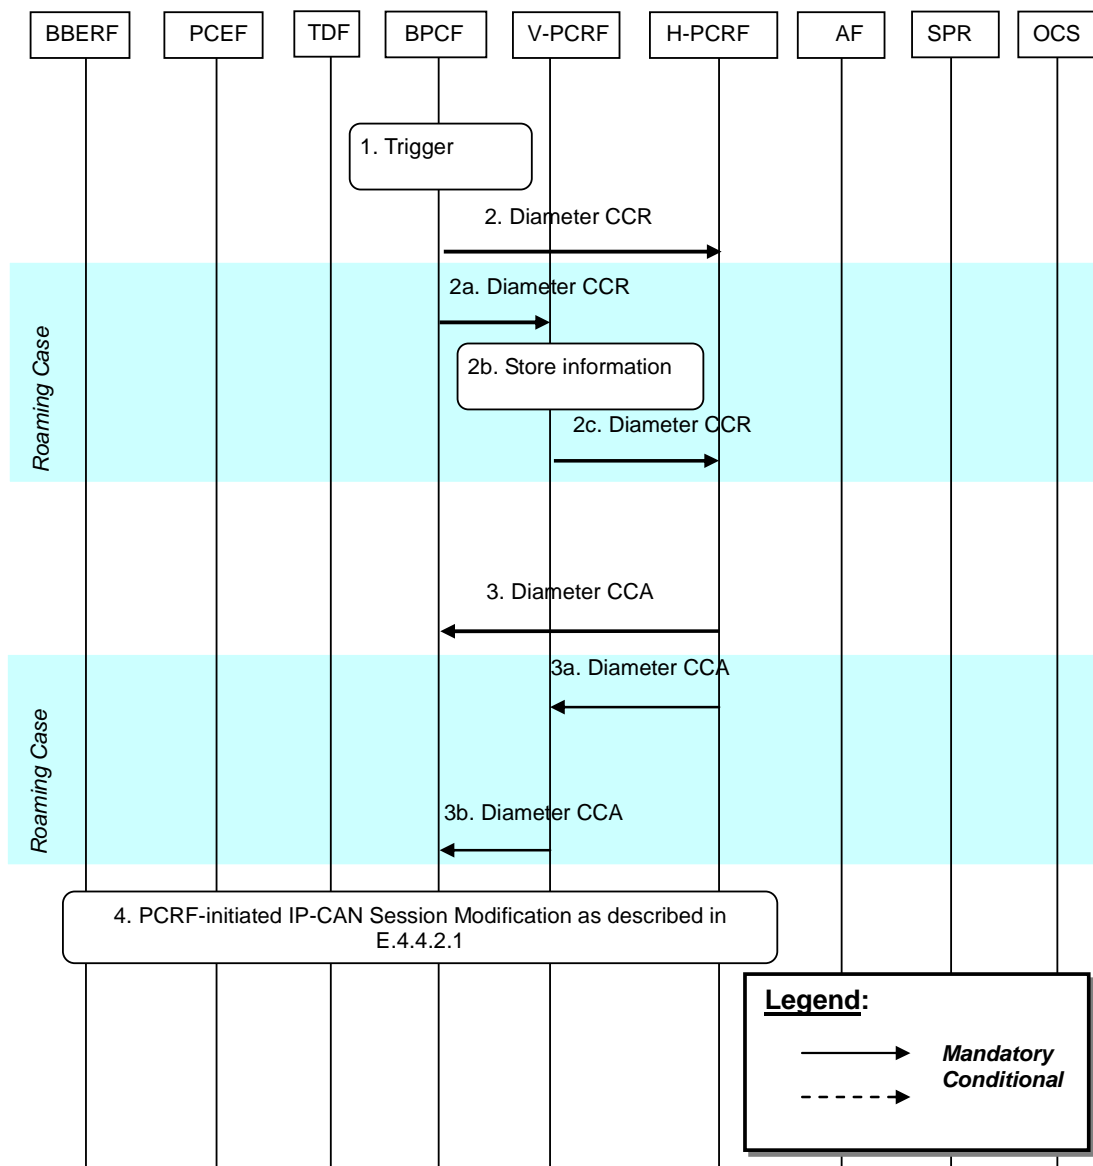 BBERF
PCEF
TDF
BPCF
V-PCRF
H-PCRF
AF
SPR
OCS
1. Trigger
2. Diameter CCR
Roaming Case
2a. Diameter CCR
2b. Store information
2c. Diameter CCR
3. Diameter CCA
Roaming Case
3a. Diameter CCA
3b. Diameter CCA
4. PCRF-initiated IP-CAN Session Modification as described in
E.4.4.2.1
Legend:
Mandatory
Conditional